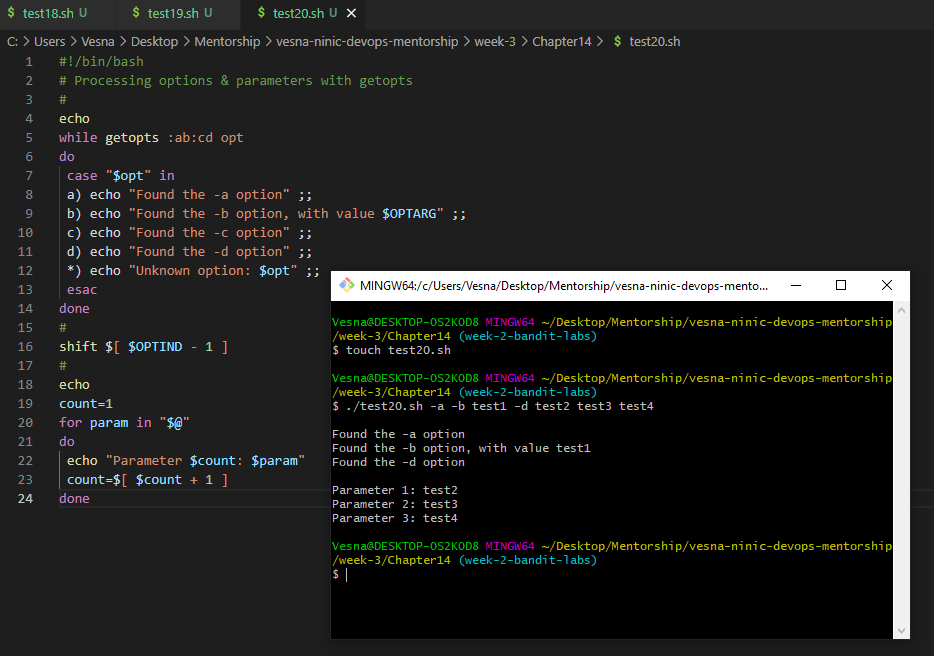 $ test18.sh U $ test19.sh U $ test20.sh U ×
C: > Users > Vesna > Desktop > Mentorship > vesna-ninic-devops-mentorship > week-3 > Chapter14 > $ test20.sh
1 #!/bin/bash
2 # Processing options & parameters with getopts
3 #
4 echo
5 while getopts :ab:cd opt
6 do
7 case "$opt" in
8 a) echo "Found the -a option" ;;
9 b) echo "Found the -b option, with value $OPTARG" ;;
10 c) echo "Found the -c option" ;;
11 d) echo "Found the -d option" ;;
12 *) echo "Unknown option: $opt" ;;
13 esac
14 done
15 #
16 shift $[ $OPTIND - 1 ]
17 #
18 echo
19 count=1
20 for param in "$@"
21 do
22 echo "Parameter $count: $param"
23 count=$[ $count + 1 ]
24 done
MINGW64:/c/Users/Vesna/Desktop/Mentorship/vesna-ninic-devops-mento...
Vesna@DESKTOP-OS2KOD8 MINGW64 ~/Desktop/Mentorship/vesna-ninic-devops-mentorship
/week-3/Chapter14 (week-2-bandit-labs)
$ touch test20.sh
Vesna@DESKTOP-OS2KOD8 MINGW64 ~/Desktop/Mentorship/vesna-ninic-devops-mentorship
/week-3/Chapter14 (week-2-bandit-labs)
$ ./test20.sh -a -b test1 -d test2 test3 test4
Found the -a option
Found the -b option, with value test1
Found the -d option
Parameter 1: test2
Parameter 2: test3
Parameter 3: test4
Vesna@DESKTOP-OS2KOD8 MINGW64 ~/Desktop/Mentorship/vesna-ninic-devops-mentorship
/week-3/Chapter14 (week-2-bandit-labs)
$